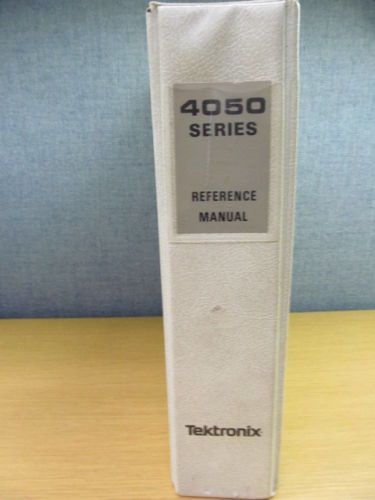 4050
SERIES
REFERENCE
MANUAL
Tektronix